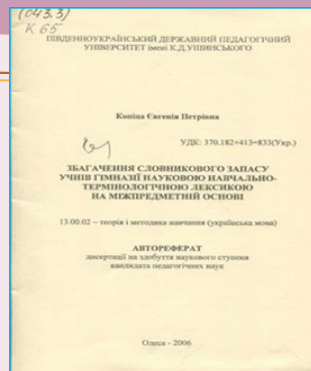 (043.3)
К 65
ПІВДЕННОУКРАЇНСЬКИЙ ДЕРЖАВНИЙ ПЕДАГОГІЧНИЙ
УНІВЕРСИТЕТ імені К.Д.УШИНСЬКОГО
Копіца Євгенія Петрівна
УДК: 370.182+413=833(Укр.)
ЗБАГАЧЕННЯ СЛОВНИКОВОГО ЗАПАСУ
УЧНІВ ГІМНАЗІЇ НАУКОВОЮ НАВЧАЛЬНО-
ТЕРМІНОЛОГІЧНОЮ ЛЕКСИКОЮ
НА МІЖПРЕДМЕТНІЙ ОСНОВІ
13.00.02 – теорія і методика навчання (українська мова)
АВТОРЕФЕРАТ
дисертації на здобуття наукового ступеня
кандидата педагогічних наук
Одеса - 2006